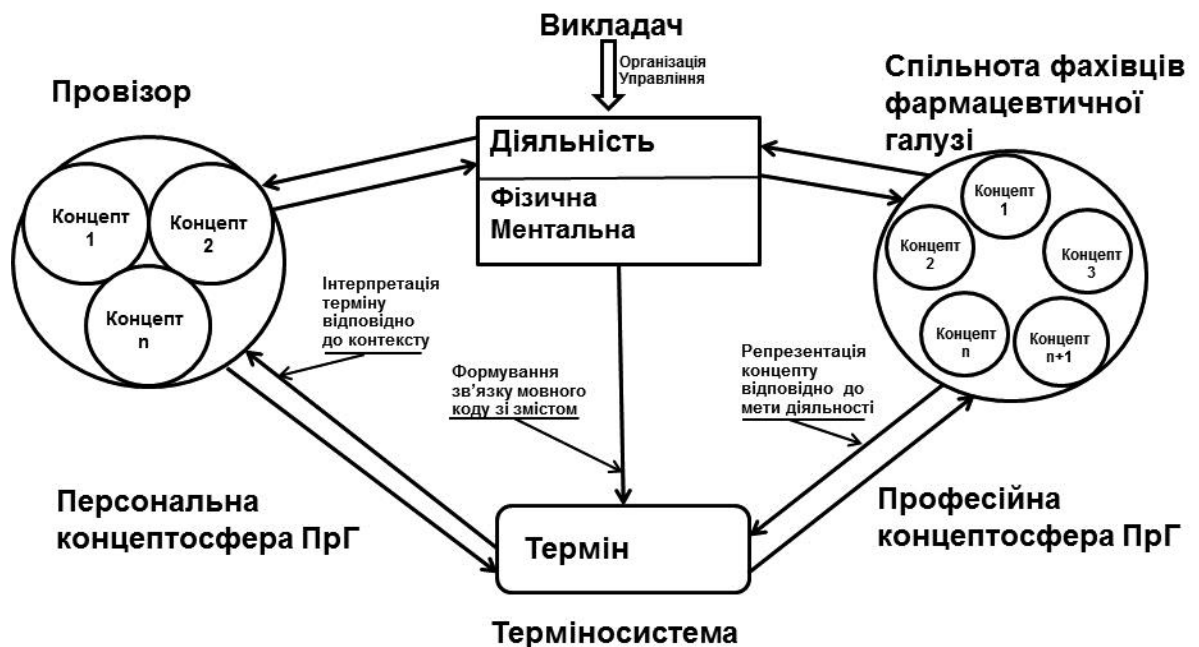 Викладач
Організація
Управління
Провізор
Спільнота фахівців
фармацевтичної
галузі
Діяльність
Фізична
Ментальна
Концепт
1
Концепт
2
Концепт
n
Концепт
1
Концепт
2
Концепт
3
Концепт
n
Концепт
n+1
Інтерпретація
терміну
відповідно
до контексту
Формування
зв’язку мовного
коду зі змістом
Репрезентація
концепту
відповідно до
мети діяльності
Персональна
концептосфера ПрГ
Термін
Професійна
концептосфера ПрГ
Терміносистема